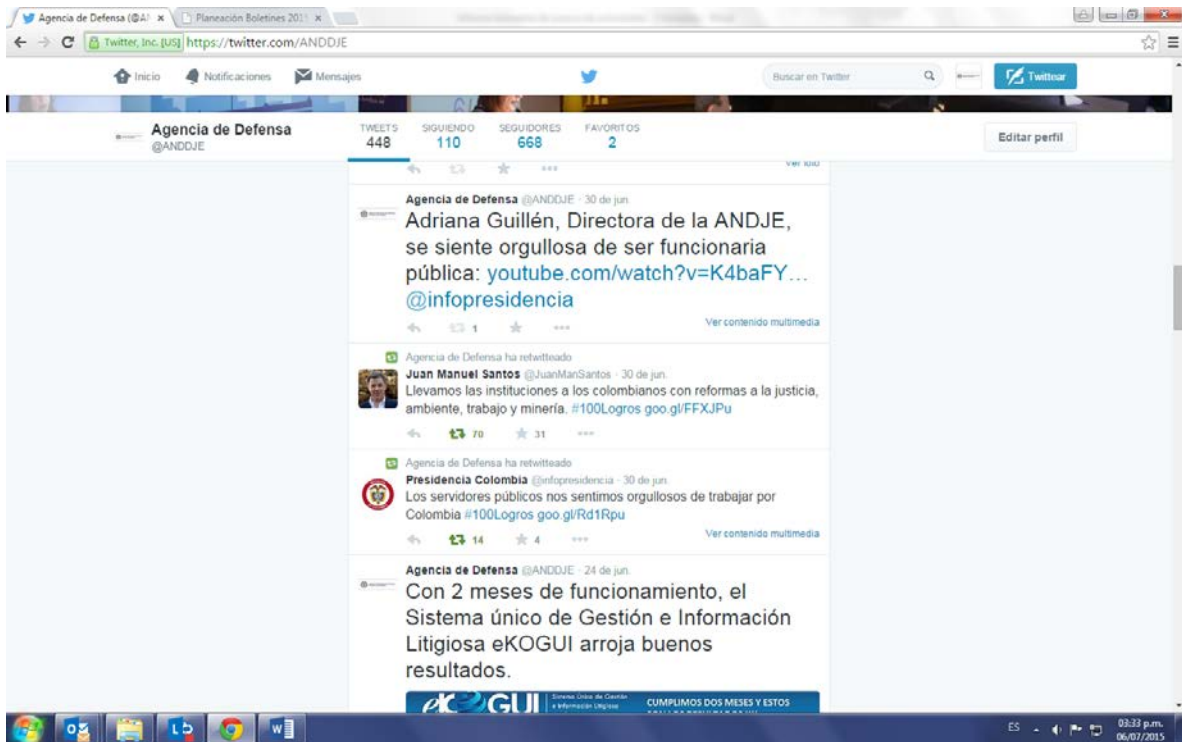 Agencia de Defensa (@A
Planeación Boletines 201
Twitter, Inc. [US] https://twitter.com/ANDDJE
Inicio Notificaciones Mensajes Buscar en Twitter Twittear
Agencia de Defensa
@ANDDJE
TWEETS SIGUIENDO SEGUIDORES FAVORITOS
448 110 668 2
Editar perfil
Ver foto
Agencia de Defensa @ANDDJE · 30 de jun.
Adriana Guillén, Directora de la ANDJE,
se siente orgullosa de ser funcionaria
pública: youtube.com/watch?v=K4baFY…
@infopresidencia
1 Ver contenido multimedia
Agencia de Defensa ha retwitteado
Juan Manuel Santos @JuanManSantos · 30 de jun.
Llevamos las instituciones a los colombianos con reformas a la justicia,
ambiente, trabajo y minería. #100Logros goo.gl/FFXJPu
70 31
Agencia de Defensa ha retwitteado
Presidencia Colombia @infopresidencia · 30 de jun.
Los servidores públicos nos sentimos orgullosos de trabajar por
Colombia #100Logros goo.gl/Rd1Rpu
14 4 Ver contenido multimedia
Agencia de Defensa @ANDDJE · 24 de jun.
Con 2 meses de funcionamiento, el
Sistema único de Gestión e Información
Litigiosa eKOGUI arroja buenos
resultados.
eKOGUI Sistema Único de Gestión
e Información Litigiosa
CUMPLIMOS DOS MESES Y ESTOS
ES 03:33 p.m.
06/07/2015